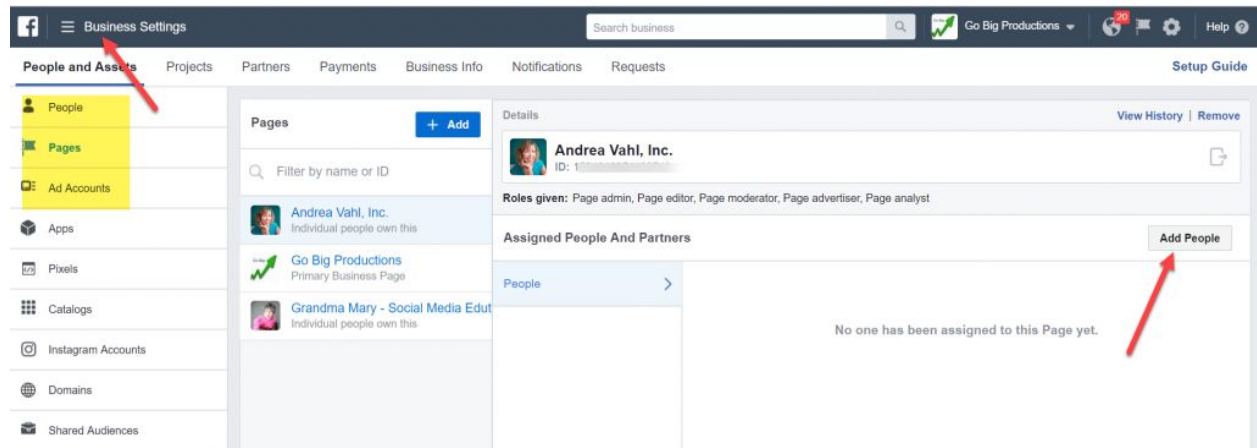 Business Settings
Search business
Go Big Productions
20
Help
People and Assets
Projects
Partners
Payments
Business Info
Notifications
Requests
Setup Guide
People
Pages
Ad Accounts
Apps
Pixels
Catalogs
Instagram Accounts
Domains
Shared Audiences
Pages
+ Add
Filter by name or ID
Andrea Vahl, Inc.
Individual people own this
Go Big Productions
Primary Business Page
Grandma Mary - Social Media Edut
Individual people own this
Details
View History | Remove
Andrea Vahl, Inc.
ID:
Roles given: Page admin, Page editor, Page moderator, Page advertiser, Page analyst
Assigned People And Partners
Add People
People
No one has been assigned to this Page yet.